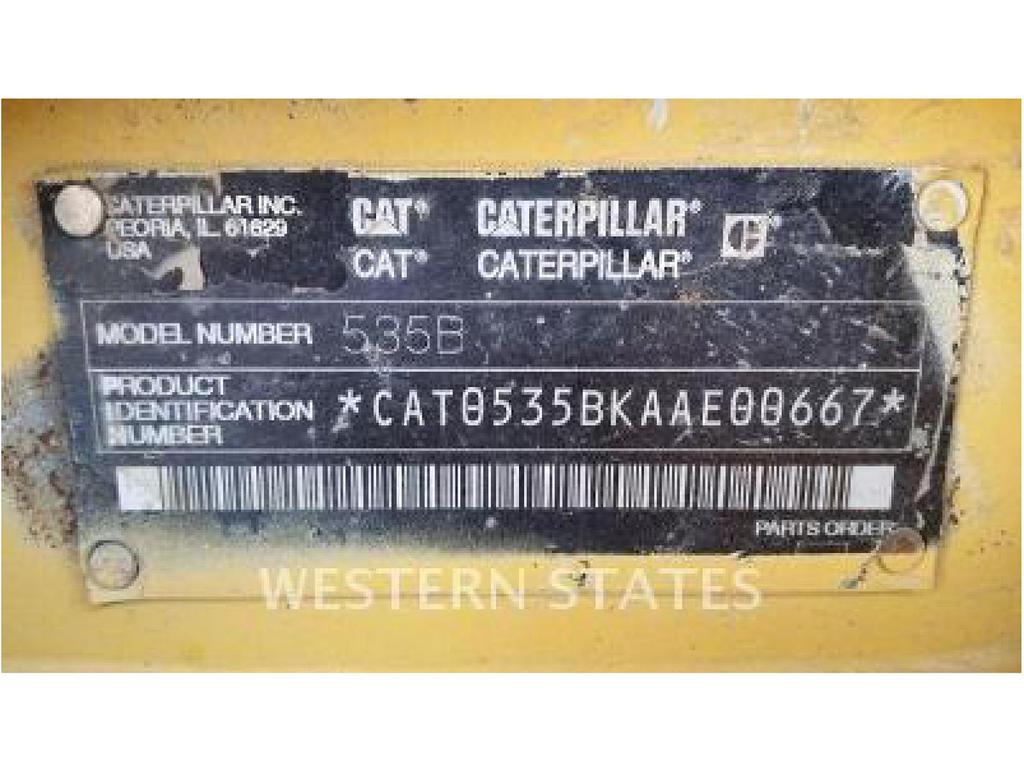 CATERPILLAR INC.
PEORIA, IL 61629
USA
CAT® CATERPILLAR® C®
CAT® CATERPILLAR®
MODEL NUMBER 535B
PRODUCT
IDENTIFICATION
NUMBER
*CAT0535BKAAE00667*
PARTS ORDER
WESTERN STATES